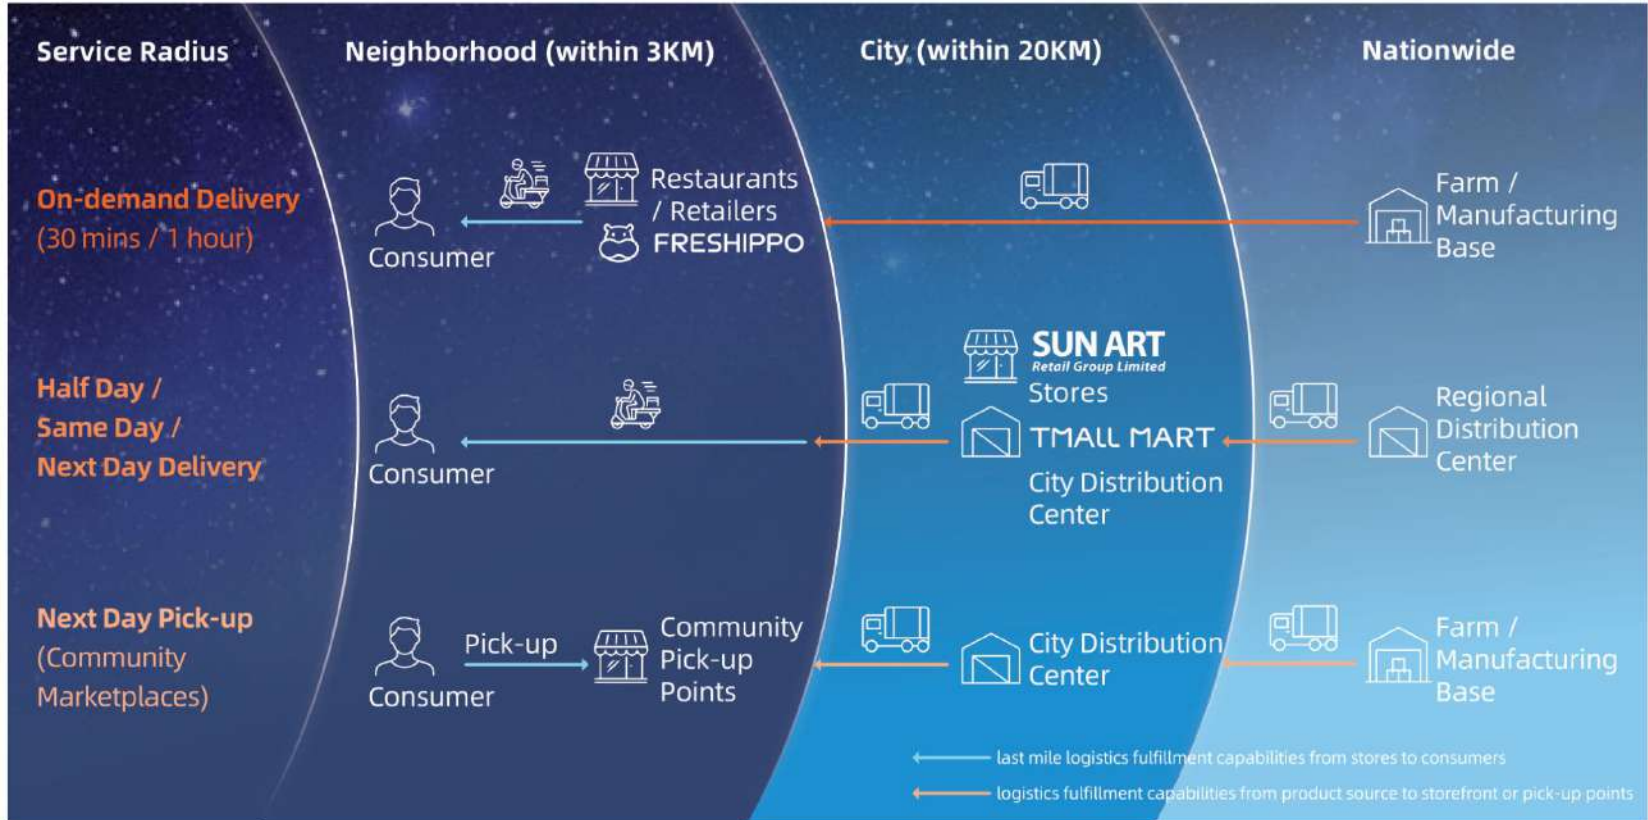 Service Radius
Neighborhood (within 3KM)
City (within 20KM)
Nationwide
On-demand Delivery
(30 mins / 1 hour)
Consumer
Restaurants
/ Retailers
FRESHIPPO
Farm /
Manufacturing
Base
Half Day /
Same Day /
Next Day Delivery
Consumer
SUN ART
Retail Group Limited
Stores
TMALL MART
City Distribution
Center
Regional
Distribution
Center
Next Day Pick-up
(Community
Marketplaces)
Consumer
Pick-up
Community
Pick-up
Points
City Distribution
Center
Farm /
Manufacturing
Base
last mile logistics fulfillment capabilities from stores to consumers
logistics fulfillment capabilities from product source to storefront or pick-up points